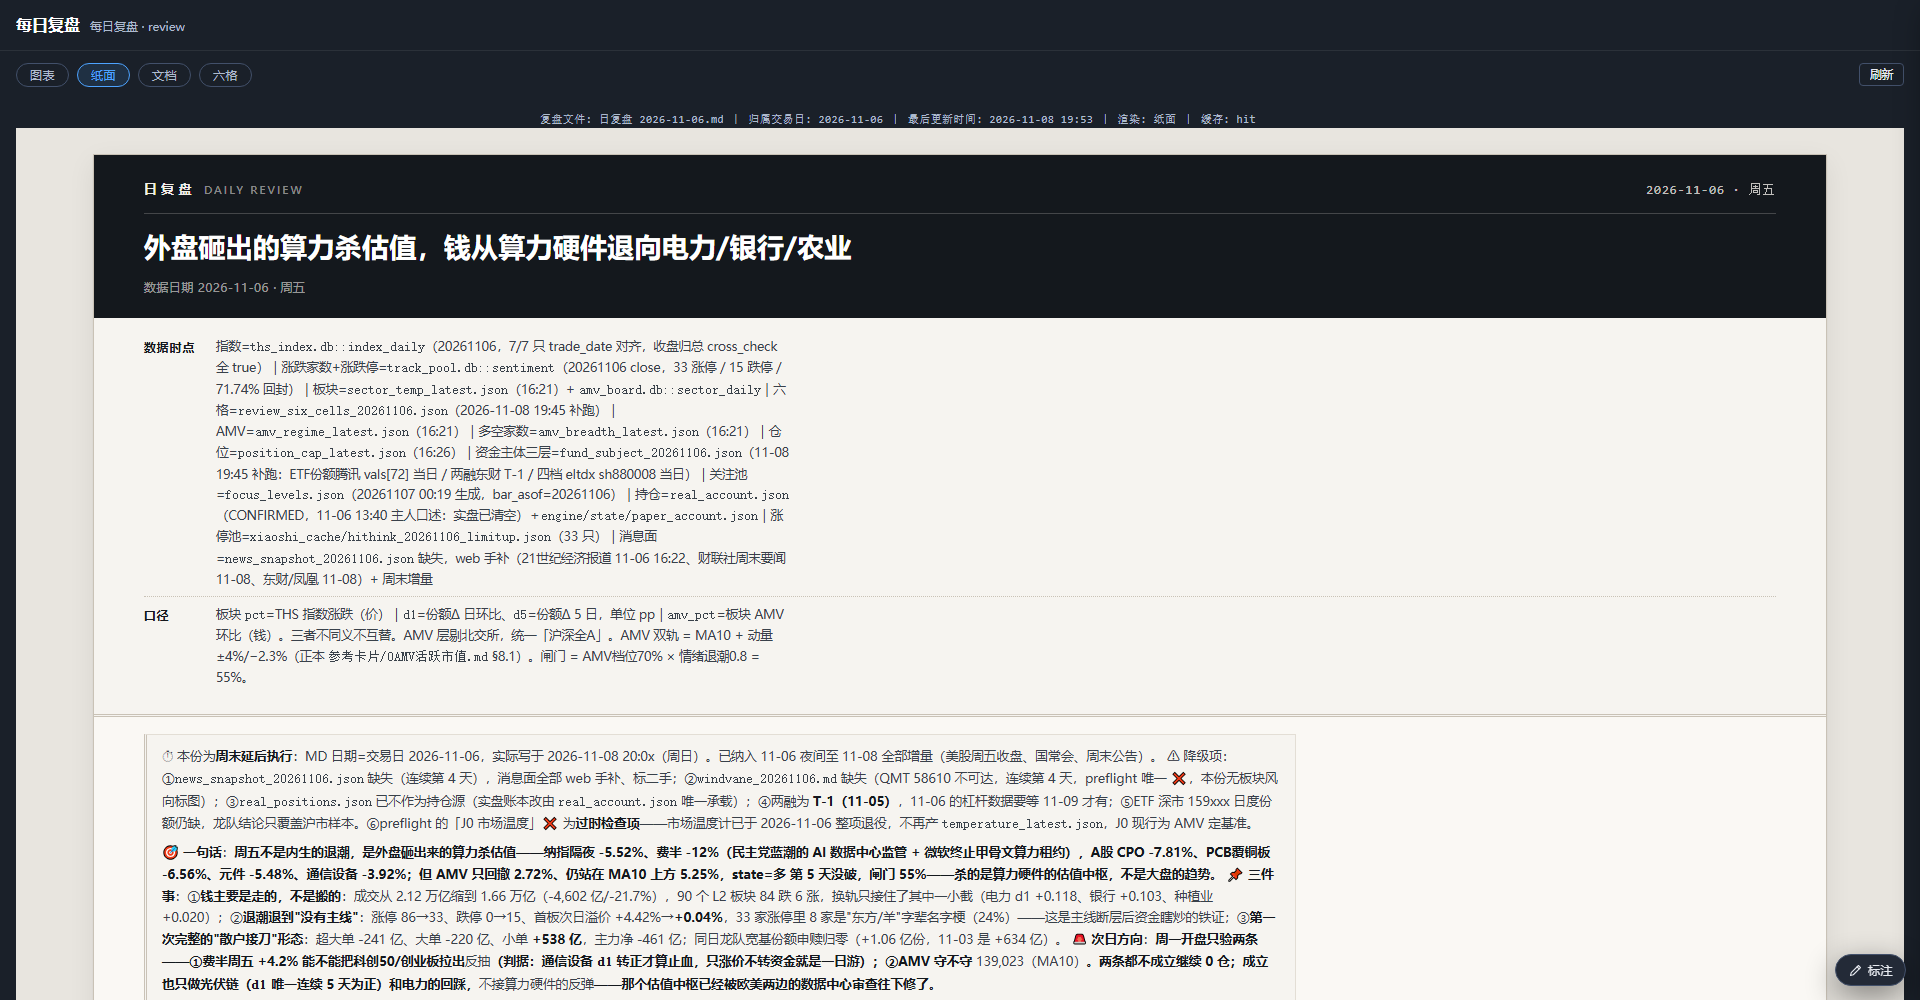 每日复盘 每日复盘 · review
图表 纸面 文档 六格 刷新
复盘文件: 日复盘 2026-11-06.md | 归属交易日: 2026-11-06 | 最后更新时间: 2026-11-08 19:53 | 渲染: 纸面 | 缓存: hit
日复盘 DAILY REVIEW 2026-11-06 · 周五
外盘砸出的算力杀估值，钱从算力硬件退向电力/银行/农业
数据日期 2026-11-06 · 周五
数据时点 指数=ths_index.db::index_daily（20261106，7/7 只 trade_date 对齐，收盘归总 cross_check
全 true）｜涨跌家数+涨跌停=track_pool.db::sentiment（20261106 close，33 涨停 / 15 跌停 /
71.74% 回封）｜板块=sector_temp_latest.json（16:21）+ amv_board.db::sector_daily｜六
格=review_six_cells_20261106.json（2026-11-08 19:45 补跑）｜
AMV=amv_regime_latest.json（16:21）｜多空家数=amv_breadth_latest.json（16:21）｜仓
位=position_cap_latest.json（16:26）｜资金主体三层=fund_subject_20261106.json（11-08
19:45 补跑：ETF份额腾讯 vals[72] 当日 / 两融东财 T-1 / 四档 eltdx sh880008 当日）｜关注池
=focus_levels.json（20261107 00:19 生成，bar_asof=20261106）｜持仓=real_account.json
（CONFIRMED，11-06 13:40 主人口述：实盘已清空）+engine/state/paper_account.json｜涨
停池=xiaoshi_cache/hithink_20261106_limitup.json（33 只）｜消息面
=news_snapshot_20261106.json 缺失，web 手补（21世纪经济报道 11-06 16:22、财联社周末要闻
11-08、东财/凤凰 11-08）+ 周末增量
口径 板块 pct=THS 指数涨跌（价）｜d1=份额Δ 日环比、d5=份额Δ 5 日，单位 pp｜amv_pct=板块 AMV
环比（钱）。三者不同义不互替。AMV 层剔北交所，统一「沪深全A」。AMV 双轨 = MA10 + 动量
±4%/−2.3%（正本 参考卡片/0AMV活跃市值.md §8.1）。闸门 = AMV档位70% × 情绪退潮0.8 =
55%。
⏱ 本份为周末延后执行：MD 日期=交易日 2026-11-06，实际写于 2026-11-08 20:0x（周日）。已纳入 11-06 夜间至 11-08 全部增量（美股周五收盘、国常会、周末公告）。 ⚠ 降级项：
①news_snapshot_20261106.json 缺失（连续第 4 天），消息面全部 web 手补、标二手；②windvane_20261106.md 缺失（QMT 58610 不可达，连续第 4 天，preflight 唯一 ❌，本份无板块风
向标图）；③real_positions.json 已不作为持仓源（实盘账本改由 real_account.json 唯一承载）；④两融为 T-1（11-05），11-06 的杠杆数据要等 11-09 才有；⑤ETF 深市 159xxx 日度份
额仍缺，龙队结论只覆盖沪市样本。⑥preflight 的「J0 市场温度」❌ 为过时检查项——市场温度计已于 2026-11-06 整项退役，不再产 temperature_latest.json，J0 现行为 AMV 定基准。
🎯 一句话：周五不是内生的退潮，是外盘砸出来的算力杀估值——纳指隔夜 -5.52%、费半 -12%（民主党蓝潮的 AI 数据中心监管 + 微软终止甲骨文算力租约），A股 CPO -7.81%、PCB覆铜板
-6.56%、元件 -5.48%、通信设备 -3.92%；但 AMV 只回撤 2.72%、仍站在 MA10 上方 5.25%，state=多 第 5 天没破，闸门 55%——杀的是算力硬件的估值中枢，不是大盘的趋势。 📌 三件
事：①钱主要是走的，不是搬的：成交从 2.12 万亿缩到 1.66 万亿（-4,602 亿/-21.7%），90 个 L2 板块 84 跌 6 涨，换轨只接住了其中一小截（电力 d1 +0.118、银行 +0.103、种植业
+0.020）；②退潮退到"没有主线"：涨停 86→33、跌停 0→15、首板次日溢价 +4.42%→+0.04%，33 家涨停里 8 家是"东方/羊"字辈名字梗（24%）——这是主线断层后资金瞎炒的铁证；③第一
次完整的"散户接刀"形态：超大单 -241 亿、大单 -220 亿、小单 +538 亿，主力净 -461 亿；同日龙队宽基份额申赎归零（+1.06 亿份，11-03 是 +634 亿）。 🚨 次日方向：周一开盘只验两条
——①费半周五 +4.2% 能不能把科创50/创业板拉出反抽（判据：通信设备 d1 转正才算止血，只涨价不转资金就是一日游）；②AMV 守不守 139,023（MA10）。两条都不成立继续 0 仓；成立
也只做光伏链（d1 唯一连续 5 天为正）和电力的回踩，不接算力硬件的反弹——那个估值中枢已经被欧美两边的数据中心审查往下修了。
标注